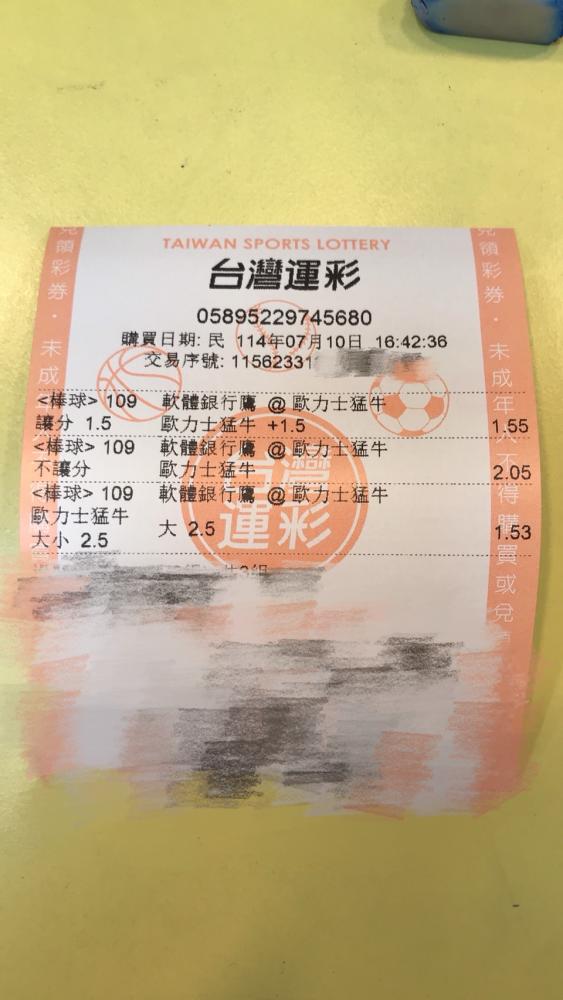 TAIWAN SPORTS LOTTERY
台灣運彩
05895229745680
購買日期: 民 114年07月10日 16:42:36
交易序號: 11562331
<棒球> 109 軟體銀行鷹 @ 歐力士猛牛
讓分 1.5 歐力士猛牛 +1.5 1.55
<棒球> 109 軟體銀行鷹 @ 歐力士猛牛
不讓分 歐力士猛牛 2.05
<棒球> 109 軟體銀行鷹 @ 歐力士猛牛
歐力士猛牛
大小 2.5 大 2.5 1.53
台灣
運彩
領彩券・未成
領彩券・未成年人不得購買或兌